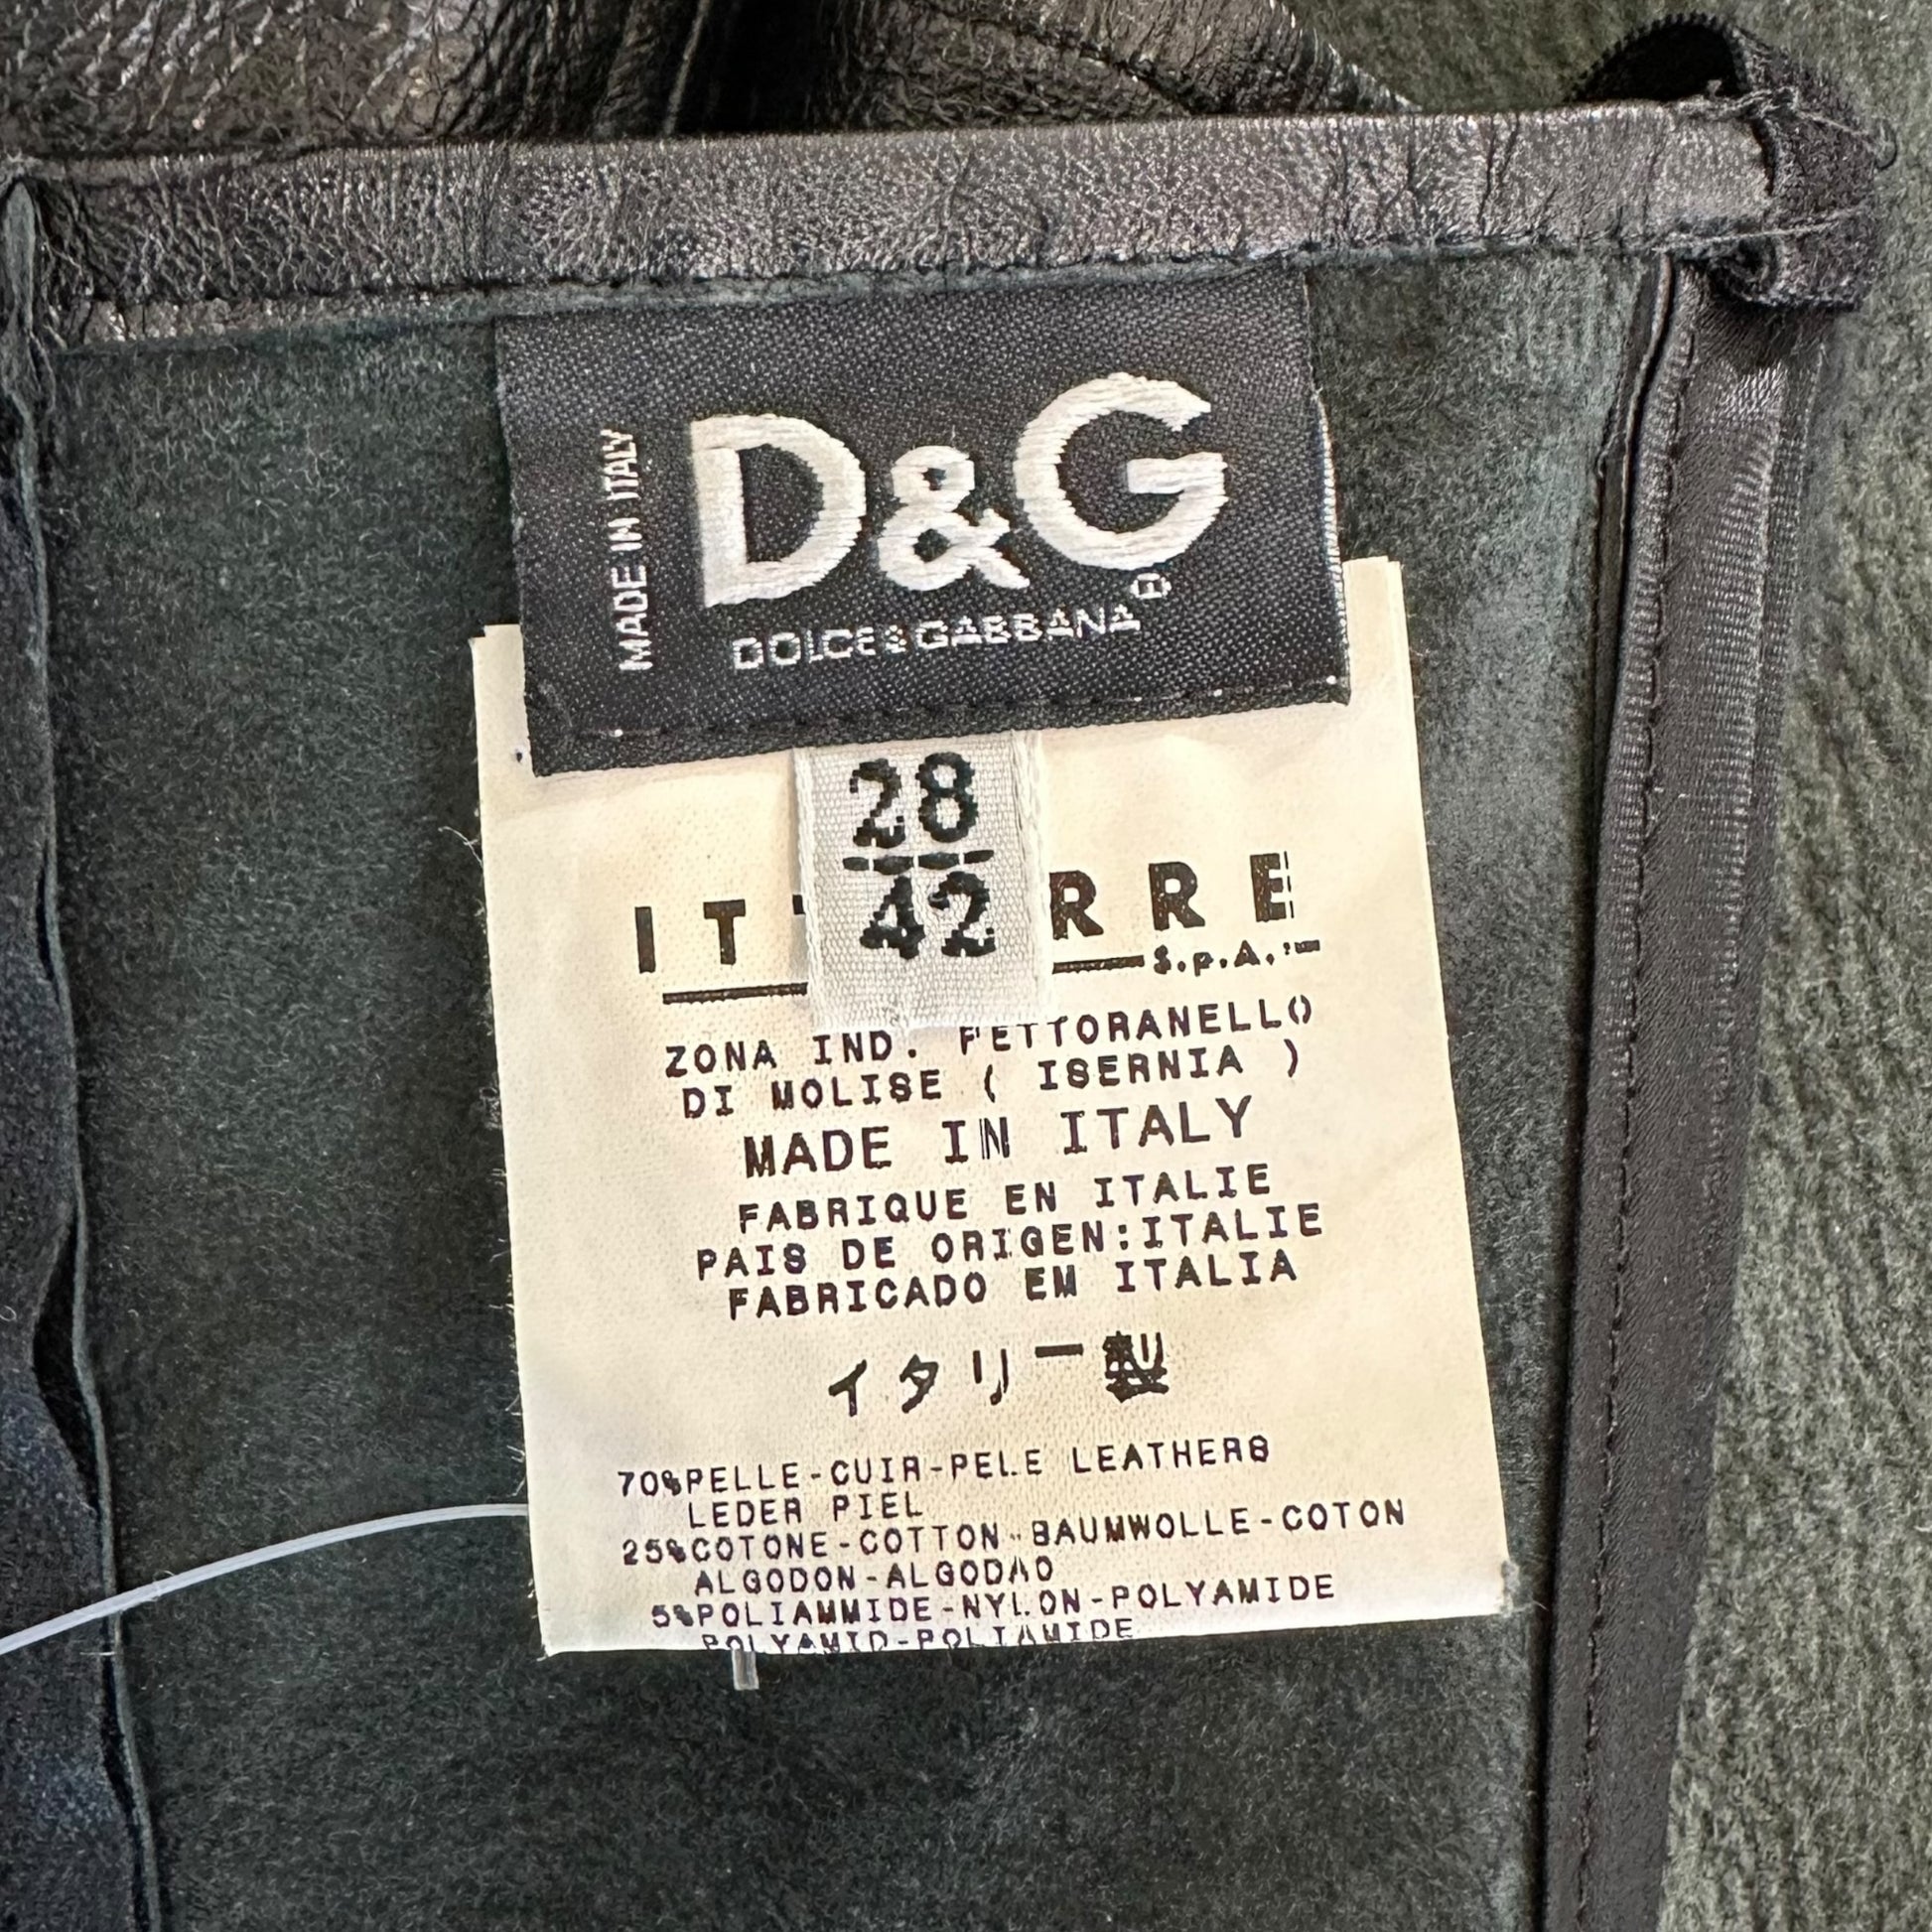 MADE IN ITALY
D&G
DOLCE&GABBANA®
28
42
IT RRE
S.p.A.
ZONA IND. PETTORANELLO
DI MOLISE ( ISERNIA )
MADE IN ITALY
FABRIQUE EN ITALIE
PAIS DE ORIGEN:ITALIE
FABRICADO EM ITALIA
イタリー製
70%PELLE-CUIR-PELE LEATHERS
LEDER PIEL
25%COTONE-COTTON-BAUMWOLLE-COTON
ALGODON-ALGODAO
5%POLIAMMIDE-NYLON-POLYAMIDE
POLYAMID-POLIAMIDE